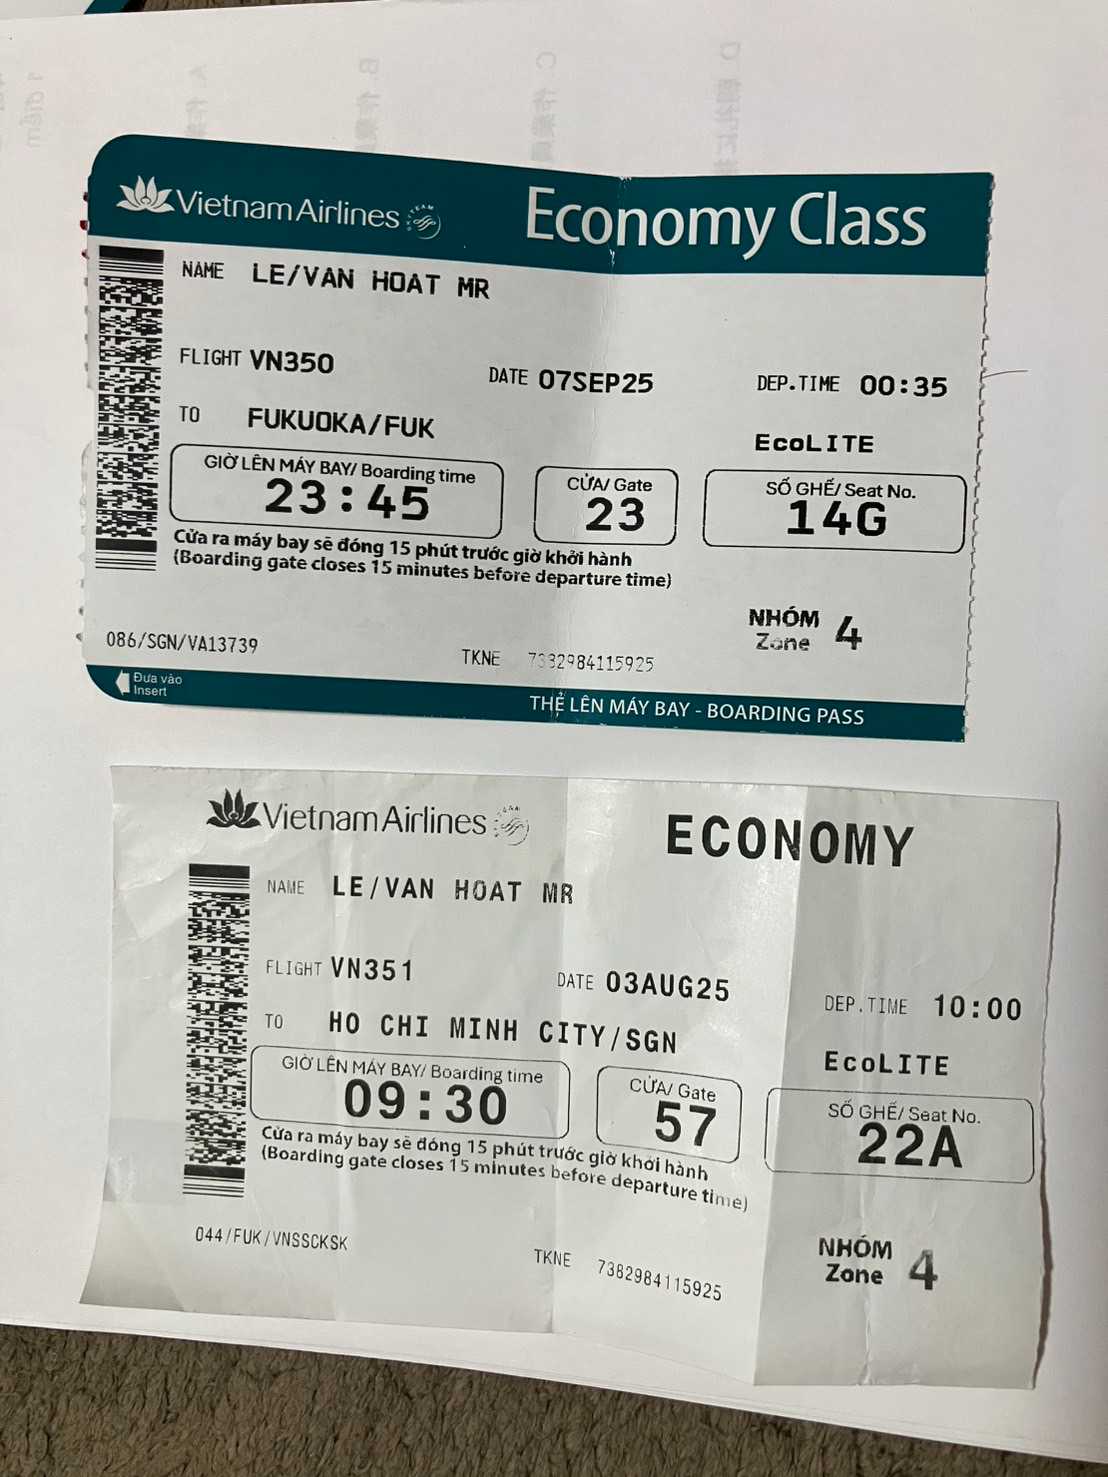 VietnamAirlines
Economy Class
NAME LE/VAN HOAT MR
FLIGHT VN350 DATE 07SEP25 DEP.TIME 00:35
TO FUKUOKA/FUK
EcoLITE
GIỜ LÊN MÁY BAY/ Boarding time
23:45
CỬA/ Gate
23
SỐ GHẾ/ Seat No.
14G
Cửa ra máy bay sẽ đóng 15 phút trước giờ khởi hành
(Boarding gate closes 15 minutes before departure time)
NHÓM
Zone 4
086/SGN/VA13739
TKNE 7382984115925
Đưa vào
Insert
THẺ LÊN MÁY BAY - BOARDING PASS
VietnamAirlines
ECONOMY
NAME LE/VAN HOAT MR
FLIGHT VN351 DATE 03AUG25 DEP.TIME 10:00
TO HO CHI MINH CITY/SGN
EcoLITE
GIỜ LÊN MÁY BAY/ Boarding time
09:30
CỬA/ Gate
57
SỐ GHẾ/ Seat No.
22A
Cửa ra máy bay sẽ đóng 15 phút trước giờ khởi hành
(Boarding gate closes 15 minutes before departure time)
044/FUK/VNSSCKSK
TKNE 7382984115925
NHÓM
Zone 4